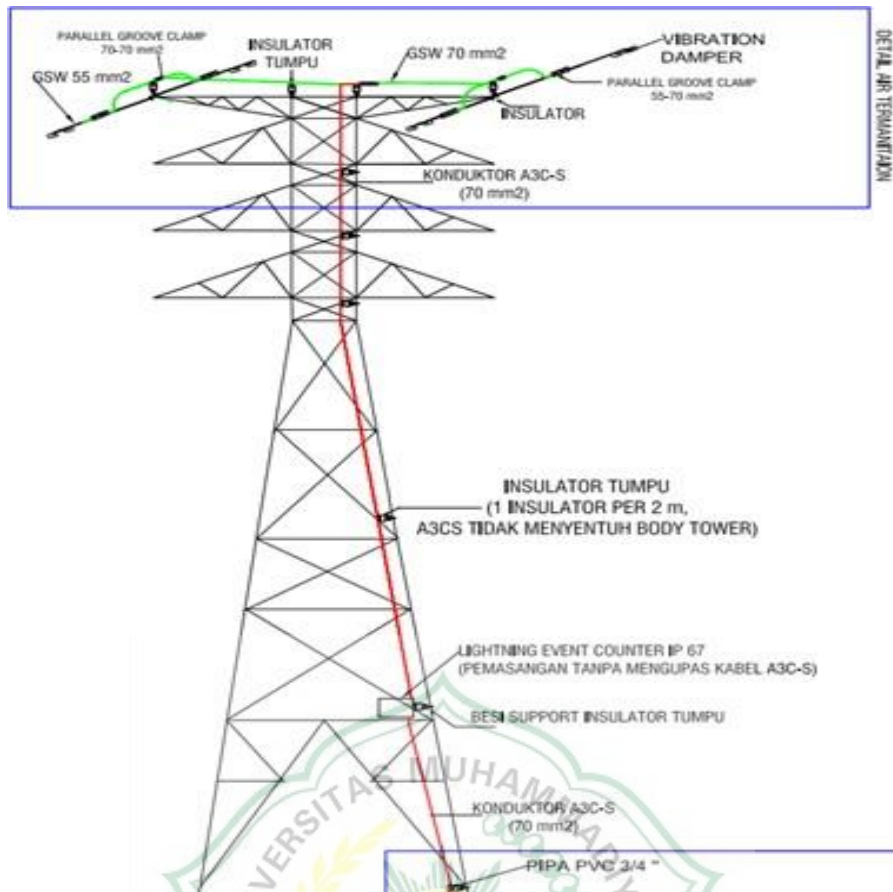 PARALLEL GROOVE CLAMP
70-70 mm2
INSULATOR
TUMPU
GSW 70 mm2
VIBRATION
DAMPER
GSW 55 mm2
PARALLEL GROOVE CLAMP
55-70 mm2
INSULATOR
KONDUKTOR A3C-S
(70 mm2)
INSULATOR TUMPU
(1 INSULATOR PER 2 m,
A3CS TIDAK MENYENTUH BODY TOWER)
LIGHTNING EVENT COUNTER IP 67
(PEMASANGAN TANPA MENGUPAS KABEL A3C-S)
BESI SUPPORT INSULATOR TUMPU
KONDUKTOR A3C-S
(70 mm2)
PIPA PVC 3/4 "
DETAIL AIR